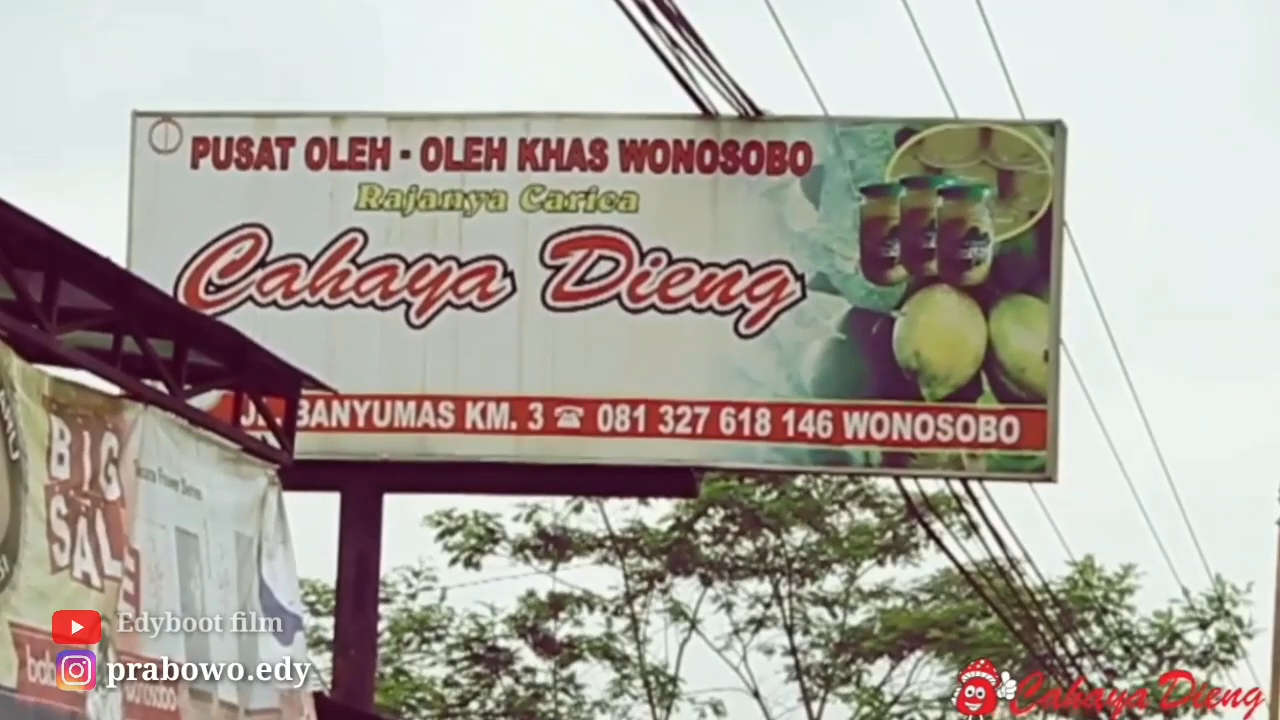 PUSAT OLEH - OLEH KHAS WONOSOBO
Rajanya Carica
Cahaya Dieng
JL. BANYUMAS KM. 3 ☎ 081 327 618 146 WONOSOBO
BIG
SALE
Edyboot film
prabowo.edy
Cahaya Dieng